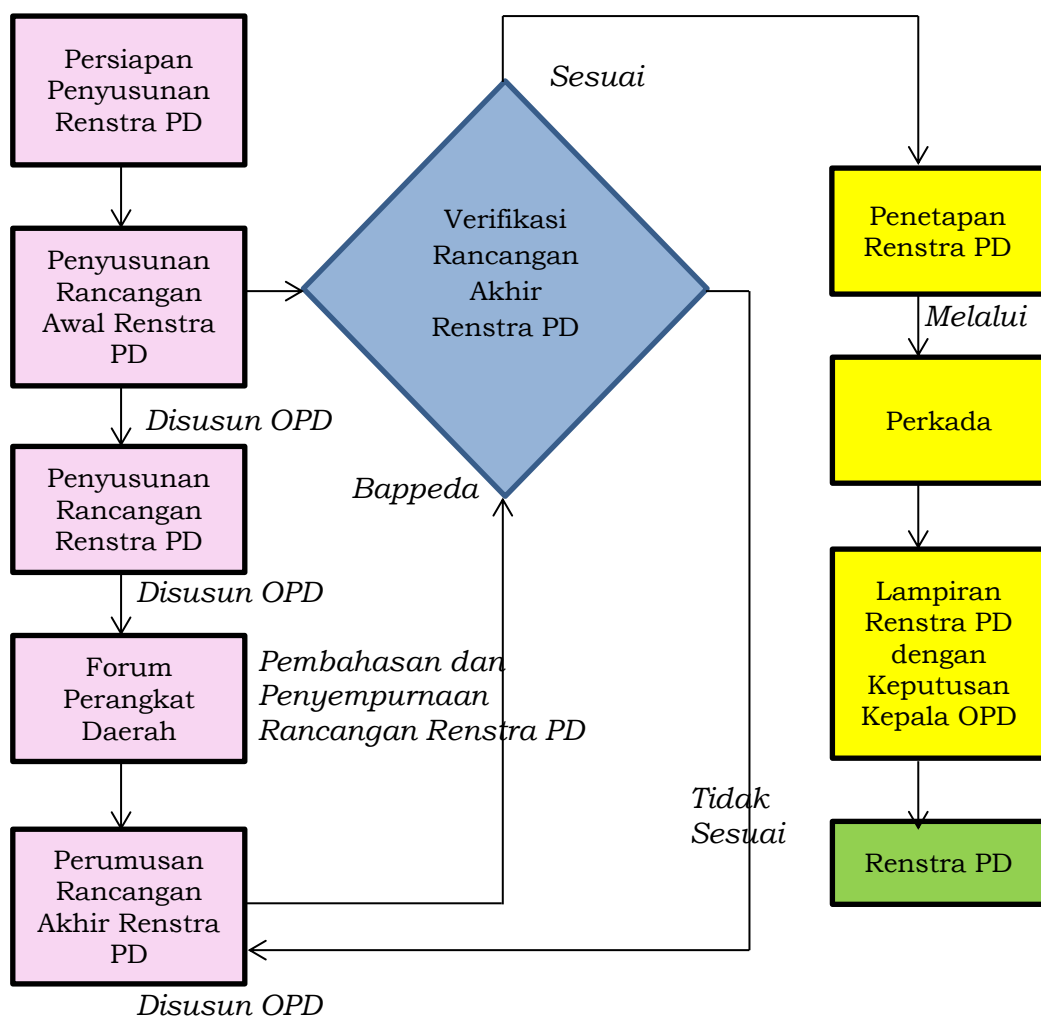 Persiapan
Penyusunan
Renstra PD
Penyusunan
Rancangan
Awal Renstra
PD
Disusun OPD
Penyusunan
Rancangan
Renstra PD
Disusun OPD
Forum
Perangkat
Daerah
Pembahasan dan
Penyempurnaan
Rancangan Renstra PD
Perumusan
Rancangan
Akhir Renstra
PD
Disusun OPD
Verifikasi
Rancangan
Akhir
Renstra PD
Bappeda
Sesuai
Tidak
Sesuai
Penetapan
Renstra PD
Melalui
Perkada
Lampiran
Renstra PD
dengan
Keputusan
Kepala OPD
Renstra PD